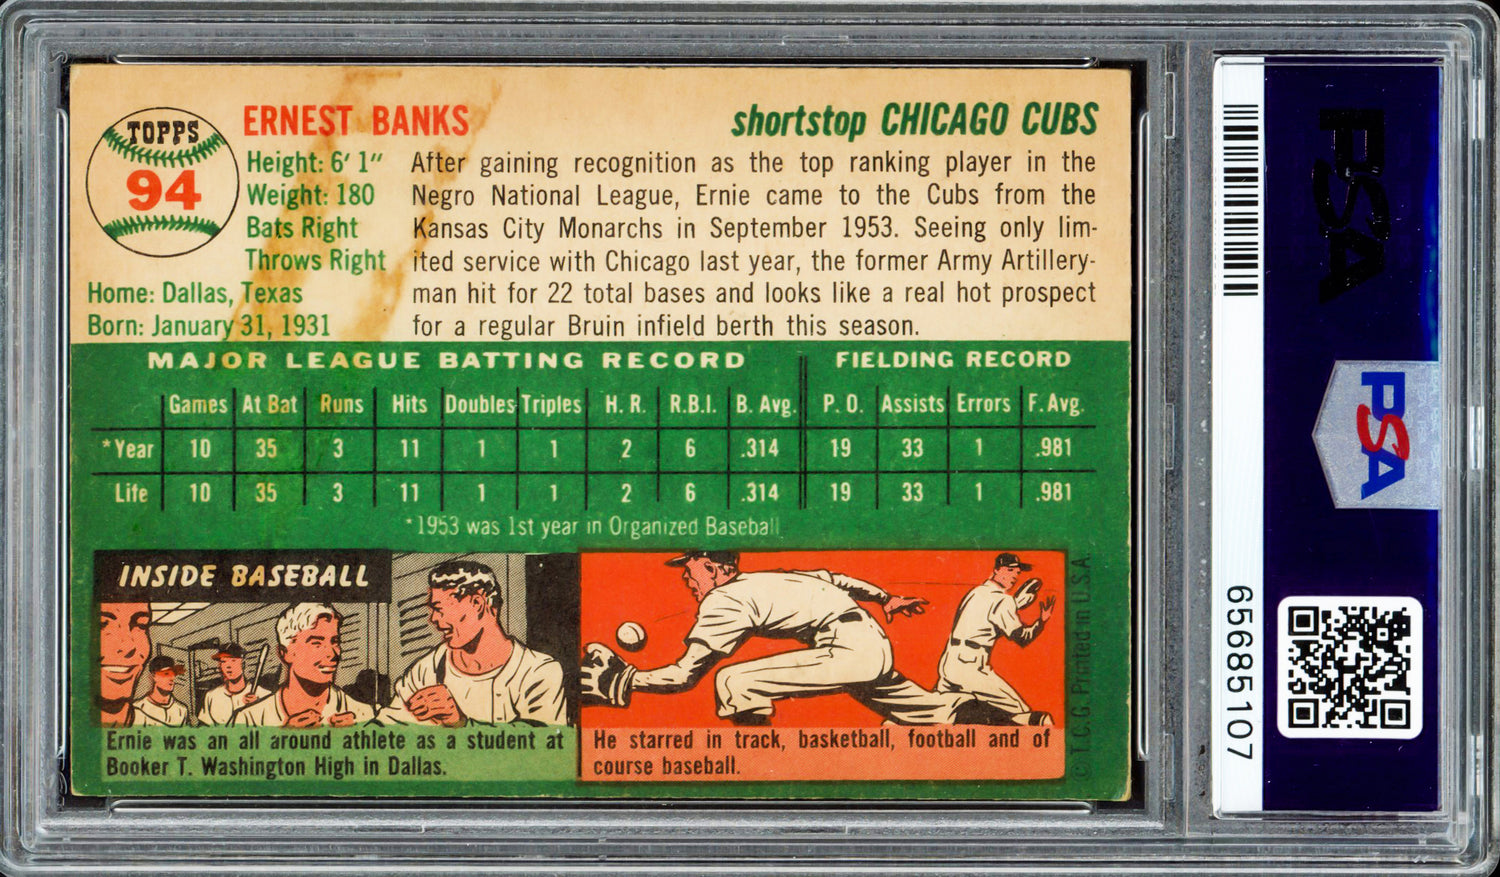 TOPPS
94
ERNEST BANKS
shortstop CHICAGO CUBS
Height: 6' 1"
Weight: 180
Bats Right
Throws Right
Home: Dallas, Texas
Born: January 31, 1931
After gaining recognition as the top ranking player in the
Negro National League, Ernie came to the Cubs from the
Kansas City Monarchs in September 1953. Seeing only lim-
ited service with Chicago last year, the former Army Artillery-
man hit for 22 total bases and looks like a real hot prospect
for a regular Bruin infield berth this season.
MAJOR LEAGUE BATTING RECORD FIELDING RECORD
Games At Bat Runs Hits Doubles Triples H. R. R.B.I. B. Avg. P. O. Assists Errors F. Avg.
*Year 10 35 3 11 1 1 2 6 .314 19 33 1 .981
Life 10 35 3 11 1 1 2 6 .314 19 33 1 .981
*1953 was 1st year in Organized Baseball
INSIDE BASEBALL
Ernie was an all around athlete as a student at
Booker T. Washington High in Dallas.
He starred in track, basketball, football and of
course baseball.
© T.C.G. Printed in U.S.A.
PSA
PSA
65685107